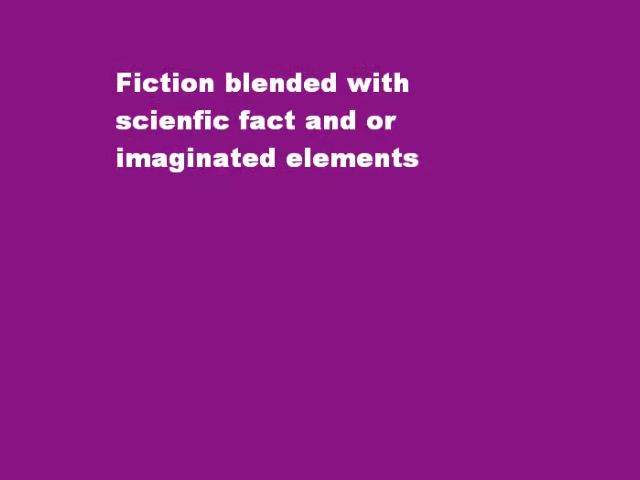 Fiction blended with
scienfic fact and or
imaginated elements